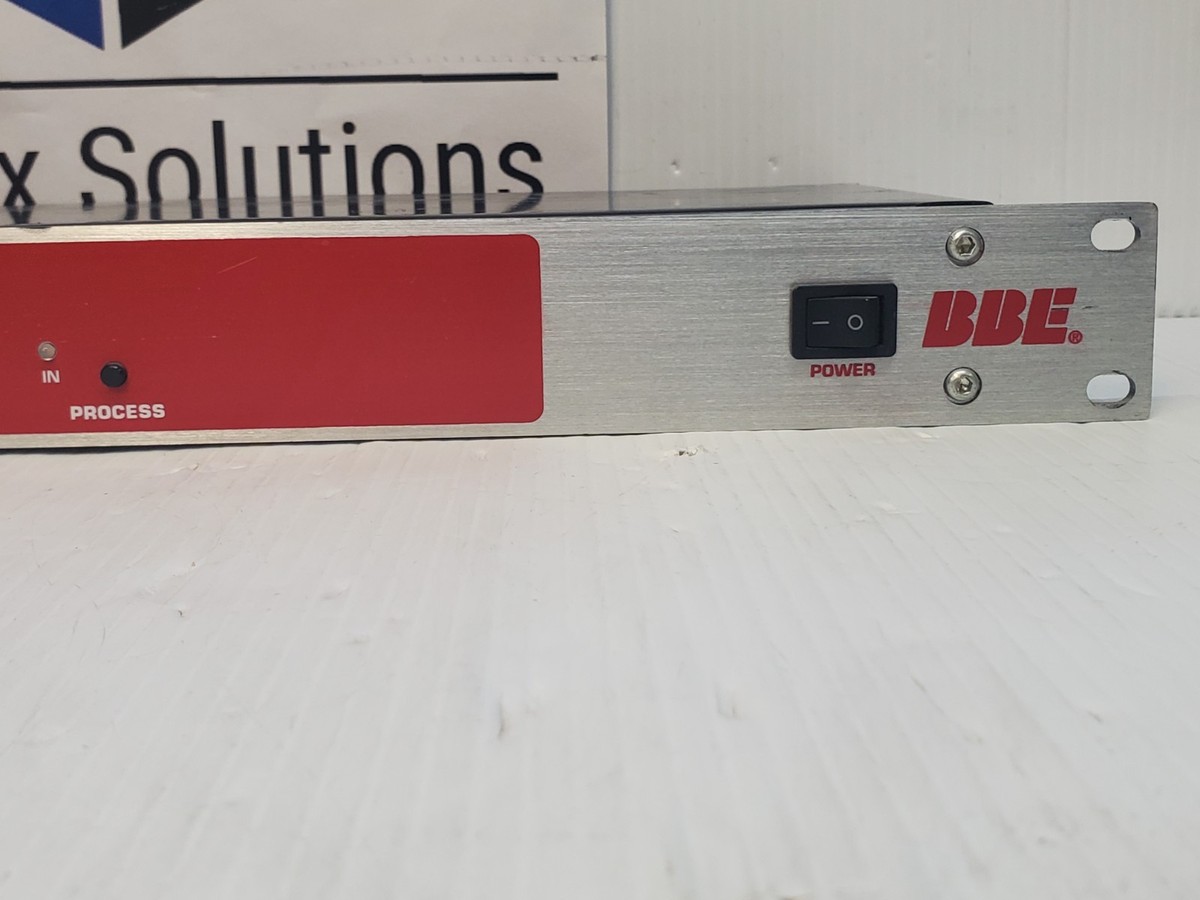 x Solutions
IN
PROCESS
POWER
BBE®